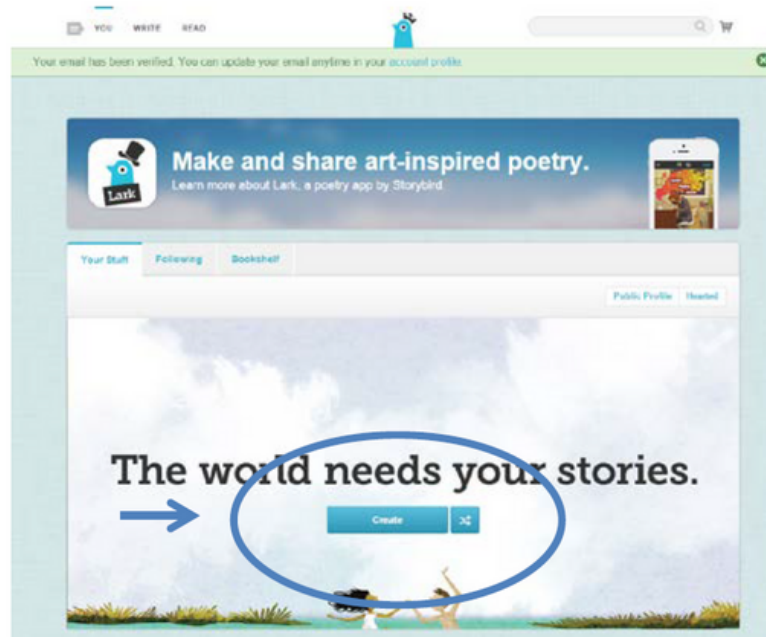 YOU WRITE READ
Your email has been verified. You can update your email anytime in your account profile.
Make and share art-inspired poetry.
Learn more about Lark, a poetry app by Storybird.
Lark
Your Stuff Following Bookshelf
Public Profile Hearted
The world needs your stories.
Create